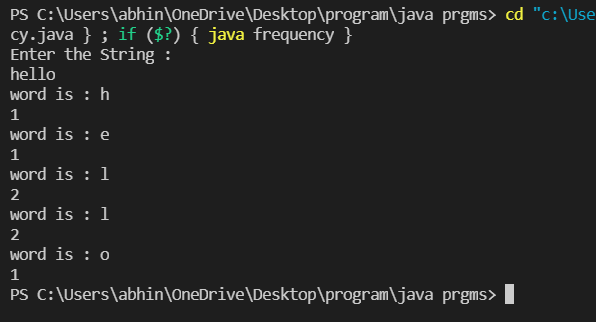 PS C:\Users\abhin\OneDrive\Desktop\program\java prgms> cd "c:\Use
cy.java } ; if ($?) { java frequency }
Enter the String :
hello
word is : h
1
word is : e
1
word is : l
2
word is : l
2
word is : o
1
PS C:\Users\abhin\OneDrive\Desktop\program\java prgms>